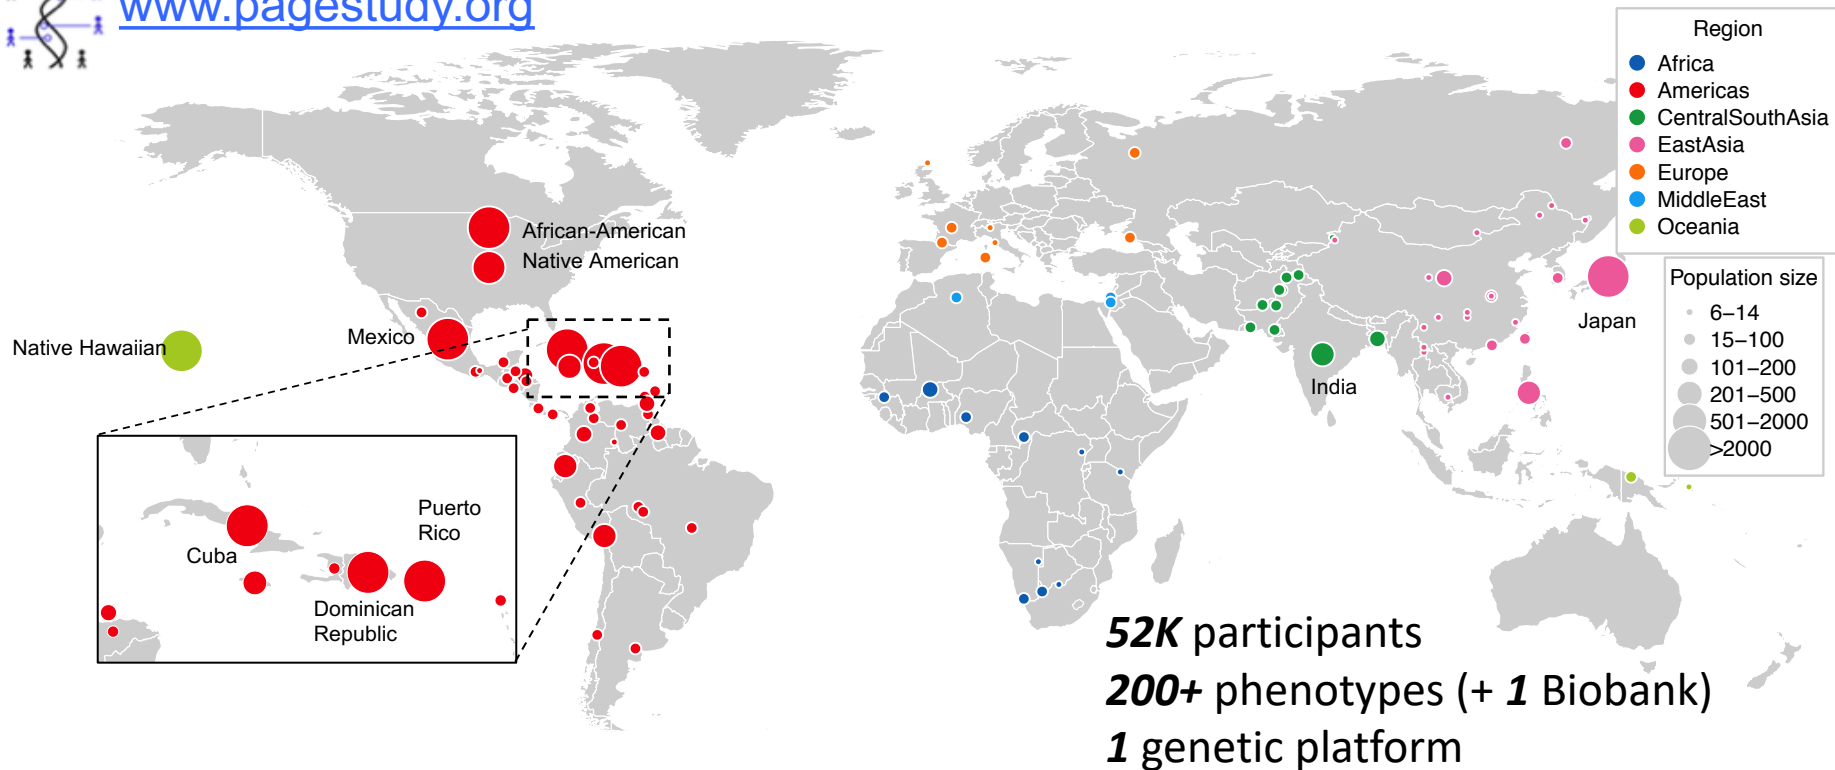 www.pagestudy.org
Region
Africa
Americas
CentralSouthAsia
EastAsia
Europe
MiddleEast
Oceania
Population size
6–14
15–100
101–200
201–500
501–2000
>2000
African-American
Native American
Mexico
Native Hawaiian
Japan
India
Puerto
Rico
Cuba
Dominican
Republic
52K participants
200+ phenotypes (+ 1 Biobank)
1 genetic platform